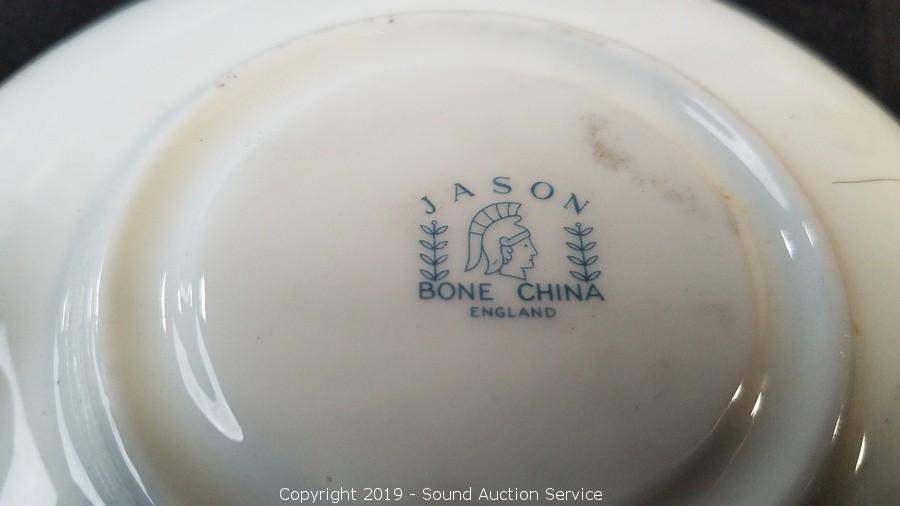 JASON
BONE CHINA
ENGLAND
Copyright 2019 - Sound Auction Service